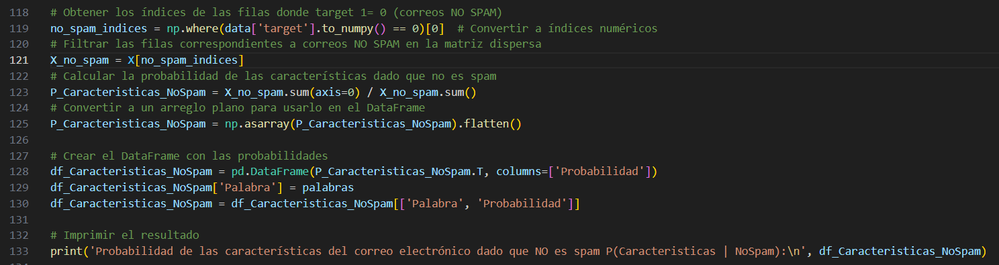 118 # Obtener los índices de las filas donde target 1= 0 (correos NO SPAM)
119 no_spam_indices = np.where(data['target'].to_numpy() == 0)[0]  # Convertir a índices numéricos
120 # Filtrar las filas correspondientes a correos NO SPAM en la matriz dispersa
121 X_no_spam = X[no_spam_indices]
122 # Calcular la probabilidad de las características dado que no es spam
123 P_Caracteristicas_NoSpam = X_no_spam.sum(axis=0) / X_no_spam.sum()
124 # Convertir a un arreglo plano para usarlo en el DataFrame
125 P_Caracteristicas_NoSpam = np.asarray(P_Caracteristicas_NoSpam).flatten()
126
127 # Crear el DataFrame con las probabilidades
128 df_Caracteristicas_NoSpam = pd.DataFrame(P_Caracteristicas_NoSpam.T, columns=['Probabilidad'])
129 df_Caracteristicas_NoSpam['Palabra'] = palabras
130 df_Caracteristicas_NoSpam = df_Caracteristicas_NoSpam[['Palabra', 'Probabilidad']]
131
132 # Imprimir el resultado
133 print('Probabilidad de las características del correo electrónico dado que NO es spam P(Caracteristicas | NoSpam):\n', df_Caracteristicas_NoSpam)